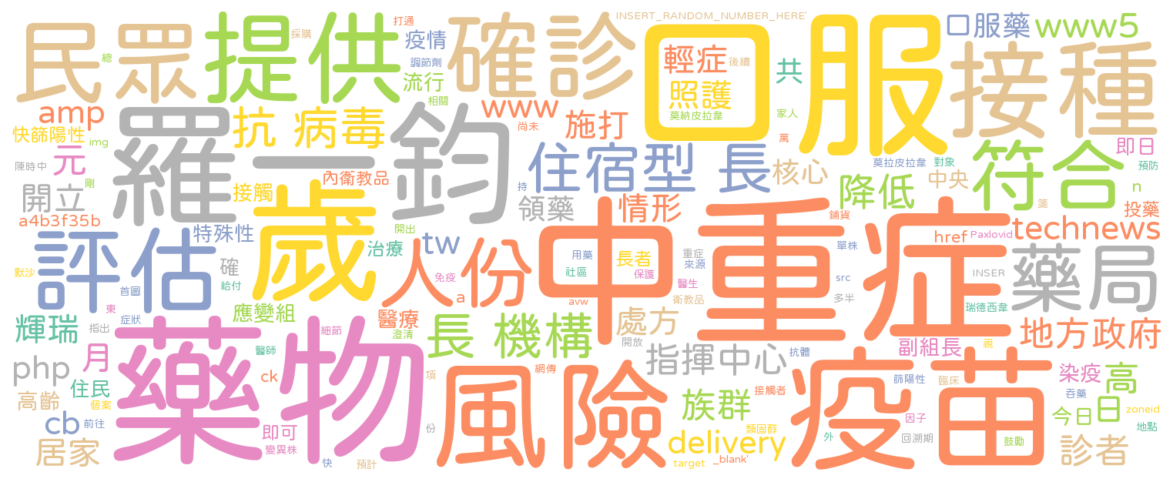 民眾
提供
採購
總
打通
疫情
調節劑
流行
相關
確診
INSERT_RANDOM_NUMBER_HERE'
口服
輕症
後續
照護
莫納皮拉韋
共
家人
萬
口服藥
www5
接種
amp
快篩陽性
img
陳時中
元
剛
開立
a4b3f35b
羅一鈞
抗 病毒
www
尚未
施打
內衛教品
接觸
歲
持
住宿型 長
核心
莫拉皮拉韋
對象
即日
預防
降低
中央
n
符合
領藥
情形
鋪貨
藻
投藥
technews
href
Paxlovid
評估
特殊性
確
給付
開出
治療
tw
人份
免疫
a
用藥
社區
長者
保護
中重症
重症
來源
醫生
衛教品
單株
src
多半
INSER
瑞德西韋
藥局
默沙
東
首圖
指出
症狀
應變組
輝瑞
月
php
住民
高齡
個案
前往
cb
居家
藥物
醫師
細節
ck
即可
變異株
快
項
份
預計
醫療
avw
澄清
長 機構
網傳
風險
處方
開放
指揮中心
抗體
族群
接觸者
類固醇
delivery
target
_blank'
外
疫苗
副組長
篩陽性
臨床
因子
回溯期
視
鼓勵
地方政府
染疫
高
吞藥
今日
日
zoneid
地點
診者